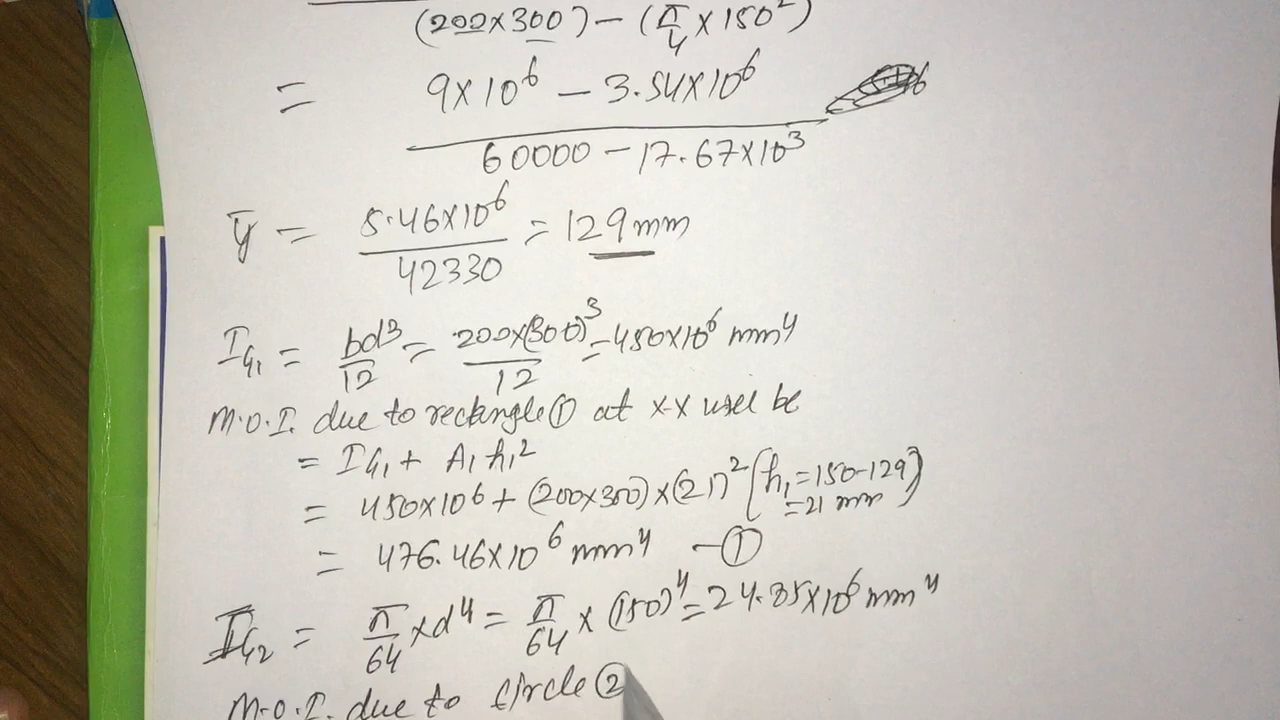 (200×300) − (π/4 × 150²)
= 9×10⁶ − 3.54×10⁶
60000 − 17.67×10³
ȳ = 5.46×10⁶ / 42330 = 129mm
I_G₁ = bd³/12 = 200×(300)³/12 = 450×10⁶ mm⁴
M.O.I. due to rectangle ① at x-x will be
= I_G₁ + A₁h₁²
= 450×10⁶ + (200×300)×(21)² (h₁ = 150-129
= 21 mm)
= 476.46×10⁶ mm⁴ — ①
I_G₂ = π/64 × d⁴ = π/64 × (150)⁴ = 24.85×10⁶ mm⁴
M.O.I. due to circle ②